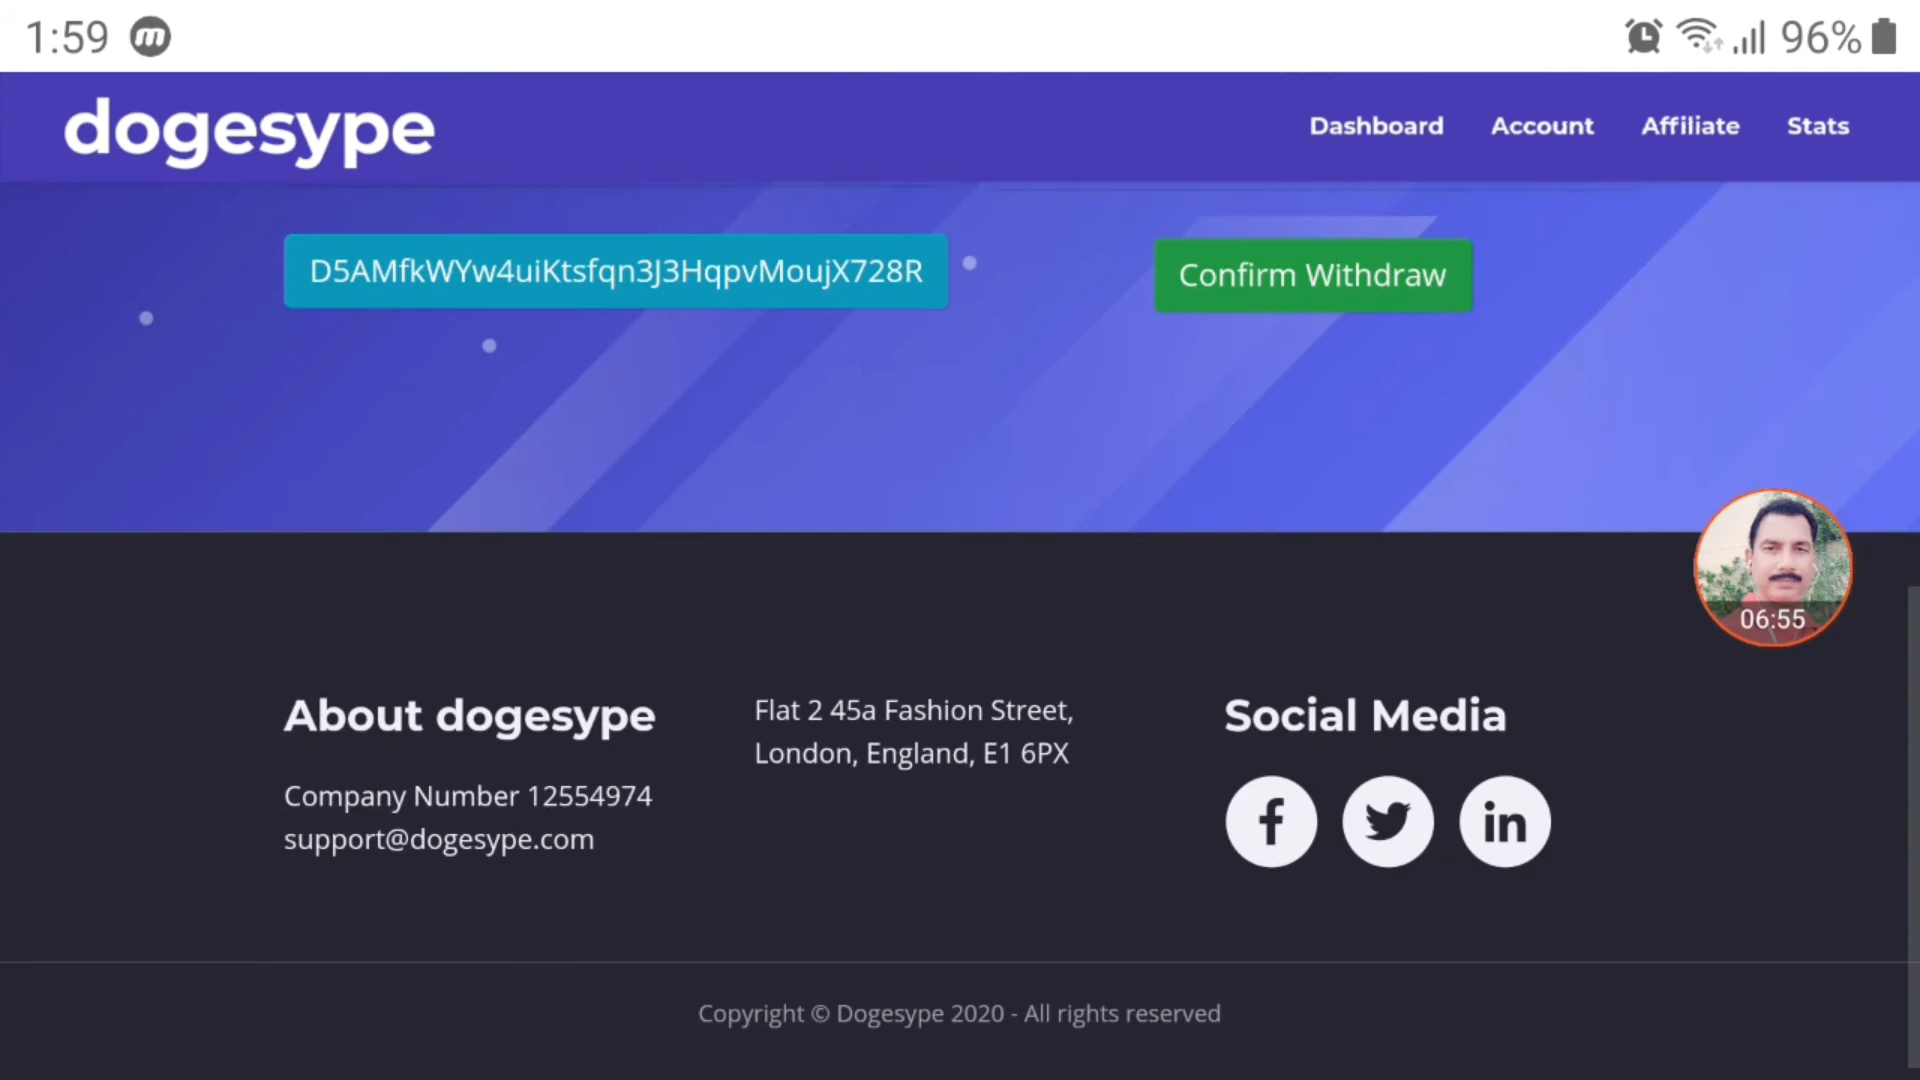 1:59 m 96%
dogesype
Dashboard Account Affiliate Stats
D5AMfkWYw4uiKtsfqn3J3HqpvMoujX728R
Confirm Withdraw
06:55
About dogesype
Company Number 12554974
support@dogesype.com
Flat 2 45a Fashion Street,
London, England, E1 6PX
Social Media
f in
Copyright © Dogesype 2020 - All rights reserved